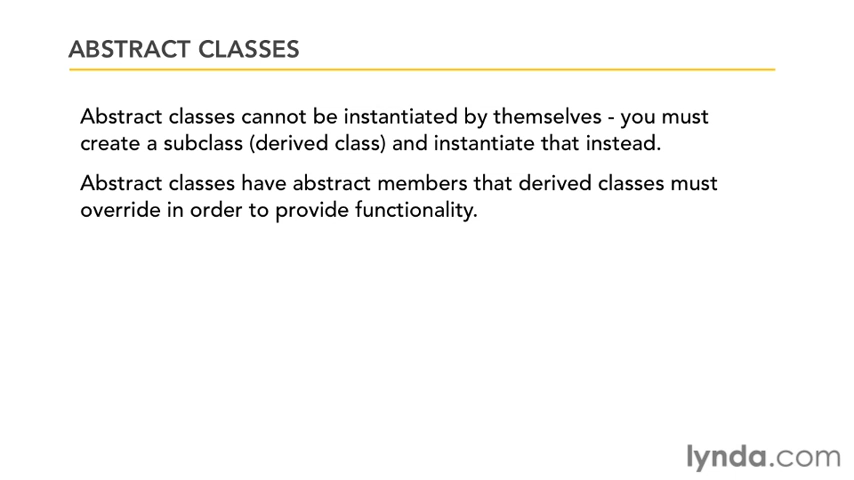 ABSTRACT CLASSES
Abstract classes cannot be instantiated by themselves - you must
create a subclass (derived class) and instantiate that instead.
Abstract classes have abstract members that derived classes must
override in order to provide functionality.
lynda.com